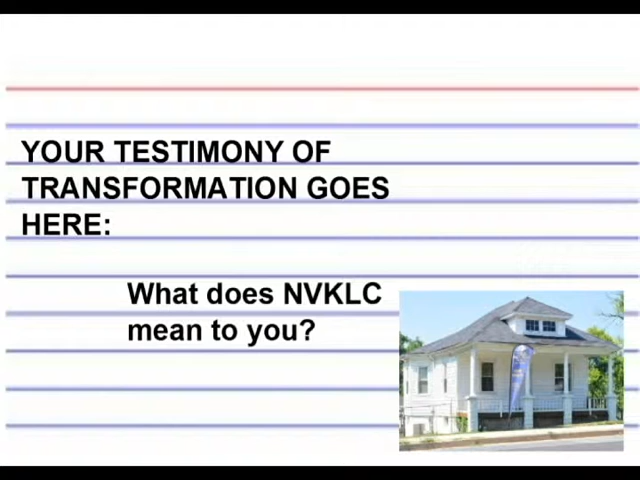 YOUR TESTIMONY OF
TRANSFORMATION GOES
HERE:
What does NVKLC
mean to you?